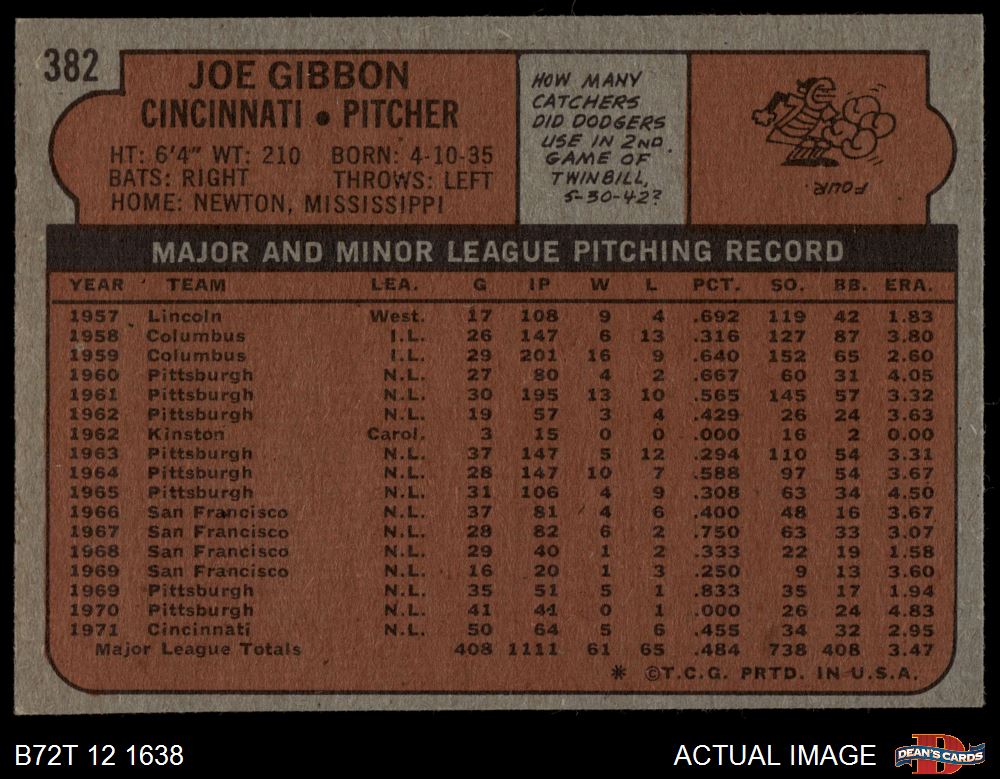 382
JOE GIBBON
CINCINNATI • PITCHER
HT: 6'4" WT: 210 BORN: 4-10-35
BATS: RIGHT THROWS: LEFT
HOME: NEWTON, MISSISSIPPI
HOW MANY
CATCHERS
DID DODGERS
USE IN 2ND
GAME OF
TWINBILL,
5-30-42?
FOUR.
MAJOR AND MINOR LEAGUE PITCHING RECORD
YEAR TEAM LEA. G IP W L PCT. SO. BB. ERA.
1957 Lincoln West. 17 108 9 4 .692 119 42 1.83
1958 Columbus I.L. 26 147 6 13 .316 127 87 3.80
1959 Columbus I.L. 29 201 16 9 .640 152 65 2.60
1960 Pittsburgh N.L. 27 80 4 2 .667 60 31 4.05
1961 Pittsburgh N.L. 30 195 13 10 .565 145 57 3.32
1962 Pittsburgh N.L. 19 57 3 4 .429 26 24 3.63
1962 Kinston Carol. 3 15 0 0 .000 16 2 0.00
1963 Pittsburgh N.L. 37 147 5 12 .294 110 54 3.31
1964 Pittsburgh N.L. 28 147 10 7 .588 97 54 3.67
1965 Pittsburgh N.L. 31 106 4 9 .308 63 34 4.50
1966 San Francisco N.L. 37 81 4 6 .400 48 16 3.67
1967 San Francisco N.L. 28 82 6 2 .750 63 33 3.07
1968 San Francisco N.L. 29 40 1 2 .333 22 19 1.58
1969 San Francisco N.L. 16 20 1 3 .250 9 13 3.60
1969 Pittsburgh N.L. 35 51 5 1 .833 35 17 1.94
1970 Pittsburgh N.L. 41 41 0 1 .000 26 24 4.83
1971 Cincinnati N.L. 50 64 5 6 .455 34 32 2.95
Major League Totals 408 1111 61 65 .484 738 408 3.47
* ©T.C.G. PRTD. IN U.S.A.
B72T 12 1638
ACTUAL IMAGE
DEAN'S CARDS